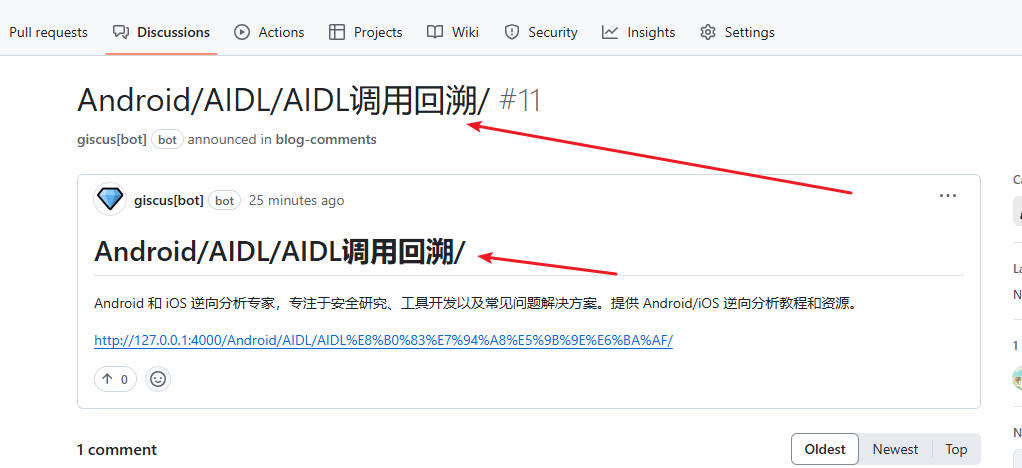 Pull requests Discussions Actions Projects Wiki Security Insights Settings
Android/AIDL/AIDL调用回溯/ #11
giscus[bot] bot announced in blog-comments
giscus[bot] bot 25 minutes ago
Android/AIDL/AIDL调用回溯/
Android 和 iOS 逆向分析专家，专注于安全研究、工具开发以及常见问题解决方案。提供 Android/iOS 逆向分析教程和资源。
http://127.0.0.1:4000/Android/AIDL/AIDL%E8%B0%83%E7%94%A8%E5%9B%9E%E6%BA%AF/
0
1 comment
Oldest Newest Top
1